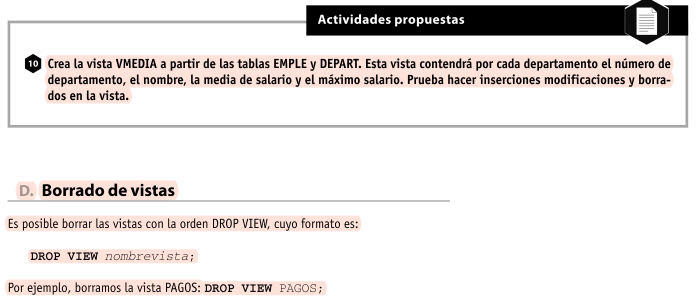 Actividades propuestas
10 Crea la vista VMEDIA a partir de las tablas EMPLE y DEPART. Esta vista contendrá por cada departamento el número de
departamento, el nombre, la media de salario y el máximo salario. Prueba hacer inserciones modificaciones y borra-
dos en la vista.
D. Borrado de vistas
Es posible borrar las vistas con la orden DROP VIEW, cuyo formato es:
DROP VIEW nombrevista;
Por ejemplo, borramos la vista PAGOS: DROP VIEW PAGOS;